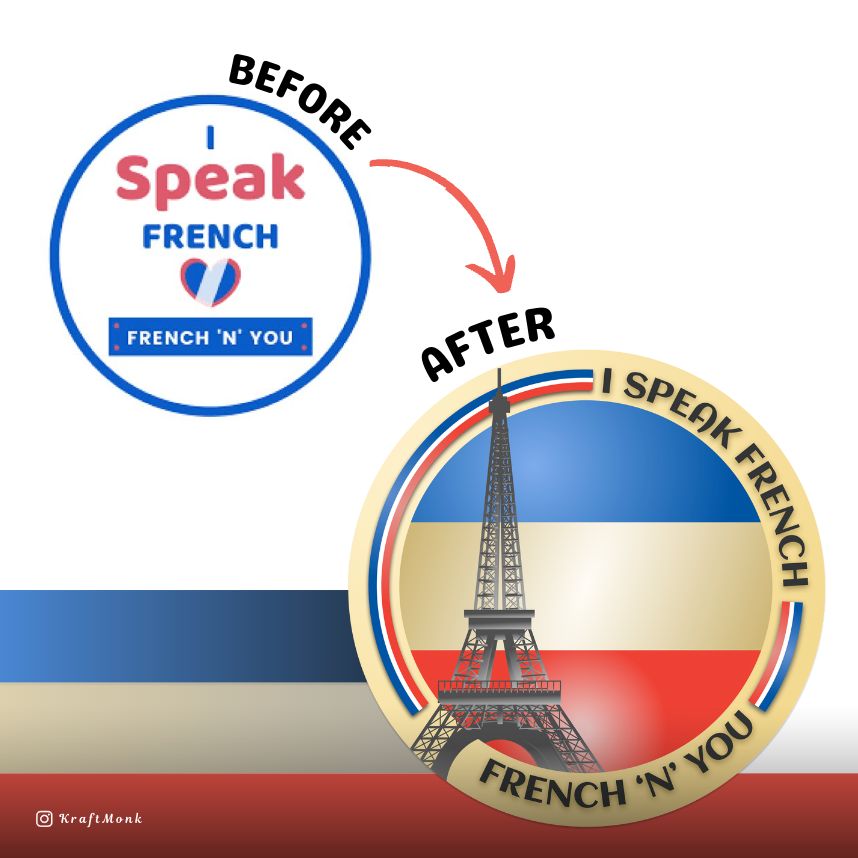 BEFORE
I
Speak
FRENCH
FRENCH 'N' YOU
AFTER
I SPEAK FRENCH
FRENCH ‘N’ YOU
KraftMonk